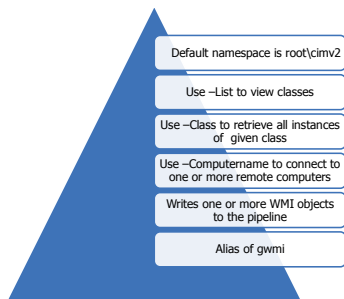 Default namespace is root\cimv2
Use –List to view classes
Use –Class to retrieve all instances
of given class
Use –Computername to connect to
one or more remote computers
Writes one or more WMI objects
to the pipeline
Alias of gwmi